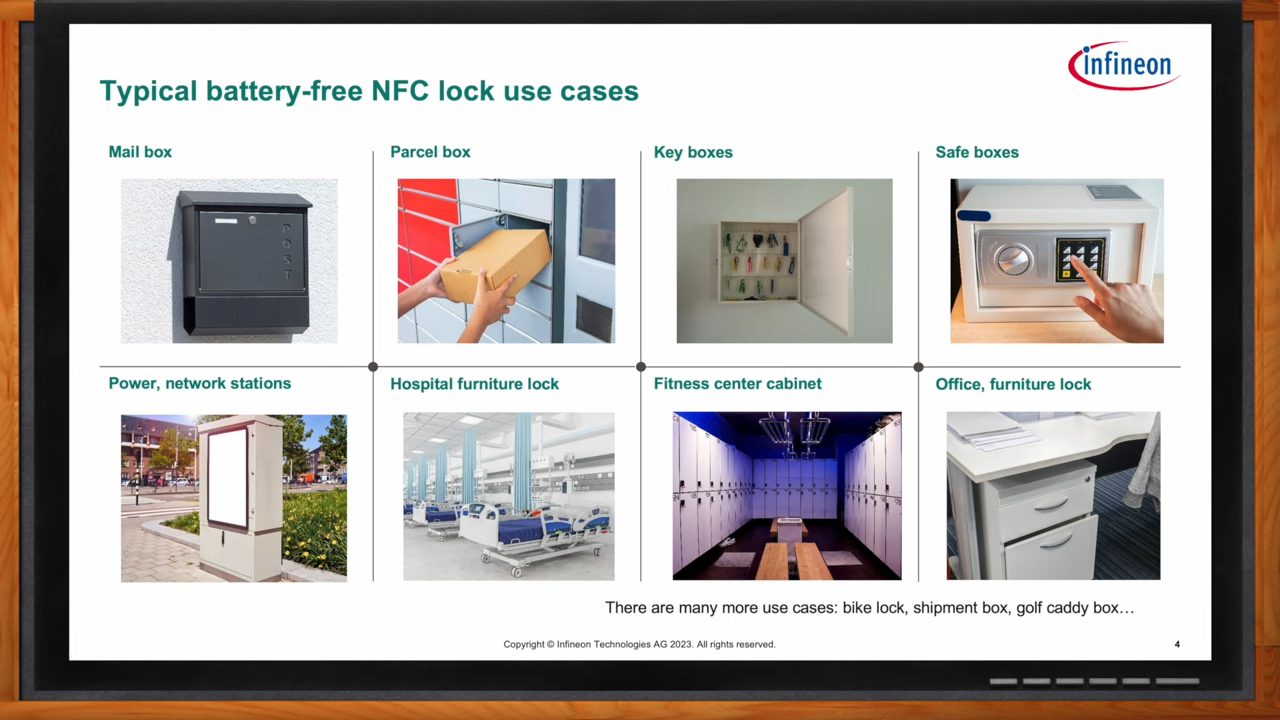 infineon
Typical battery-free NFC lock use cases
Mail box
Parcel box
Key boxes
Safe boxes
POST
Power, network stations
Hospital furniture lock
Fitness center cabinet
Office, furniture lock
There are many more use cases: bike lock, shipment box, golf caddy box…
Copyright © Infineon Technologies AG 2023. All rights reserved.
4